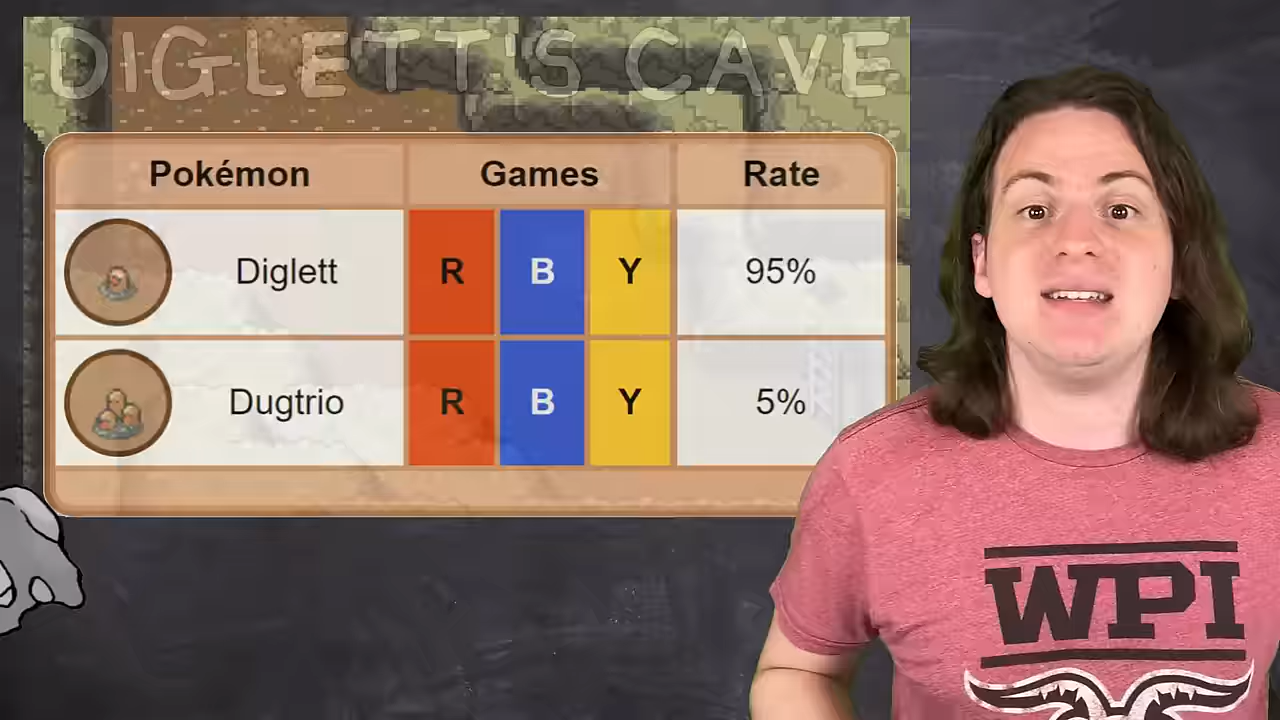 DIGLETT'S CAVE
Pokémon Games Rate
Diglett R B Y 95%
Dugtrio R B Y 5%
WPI